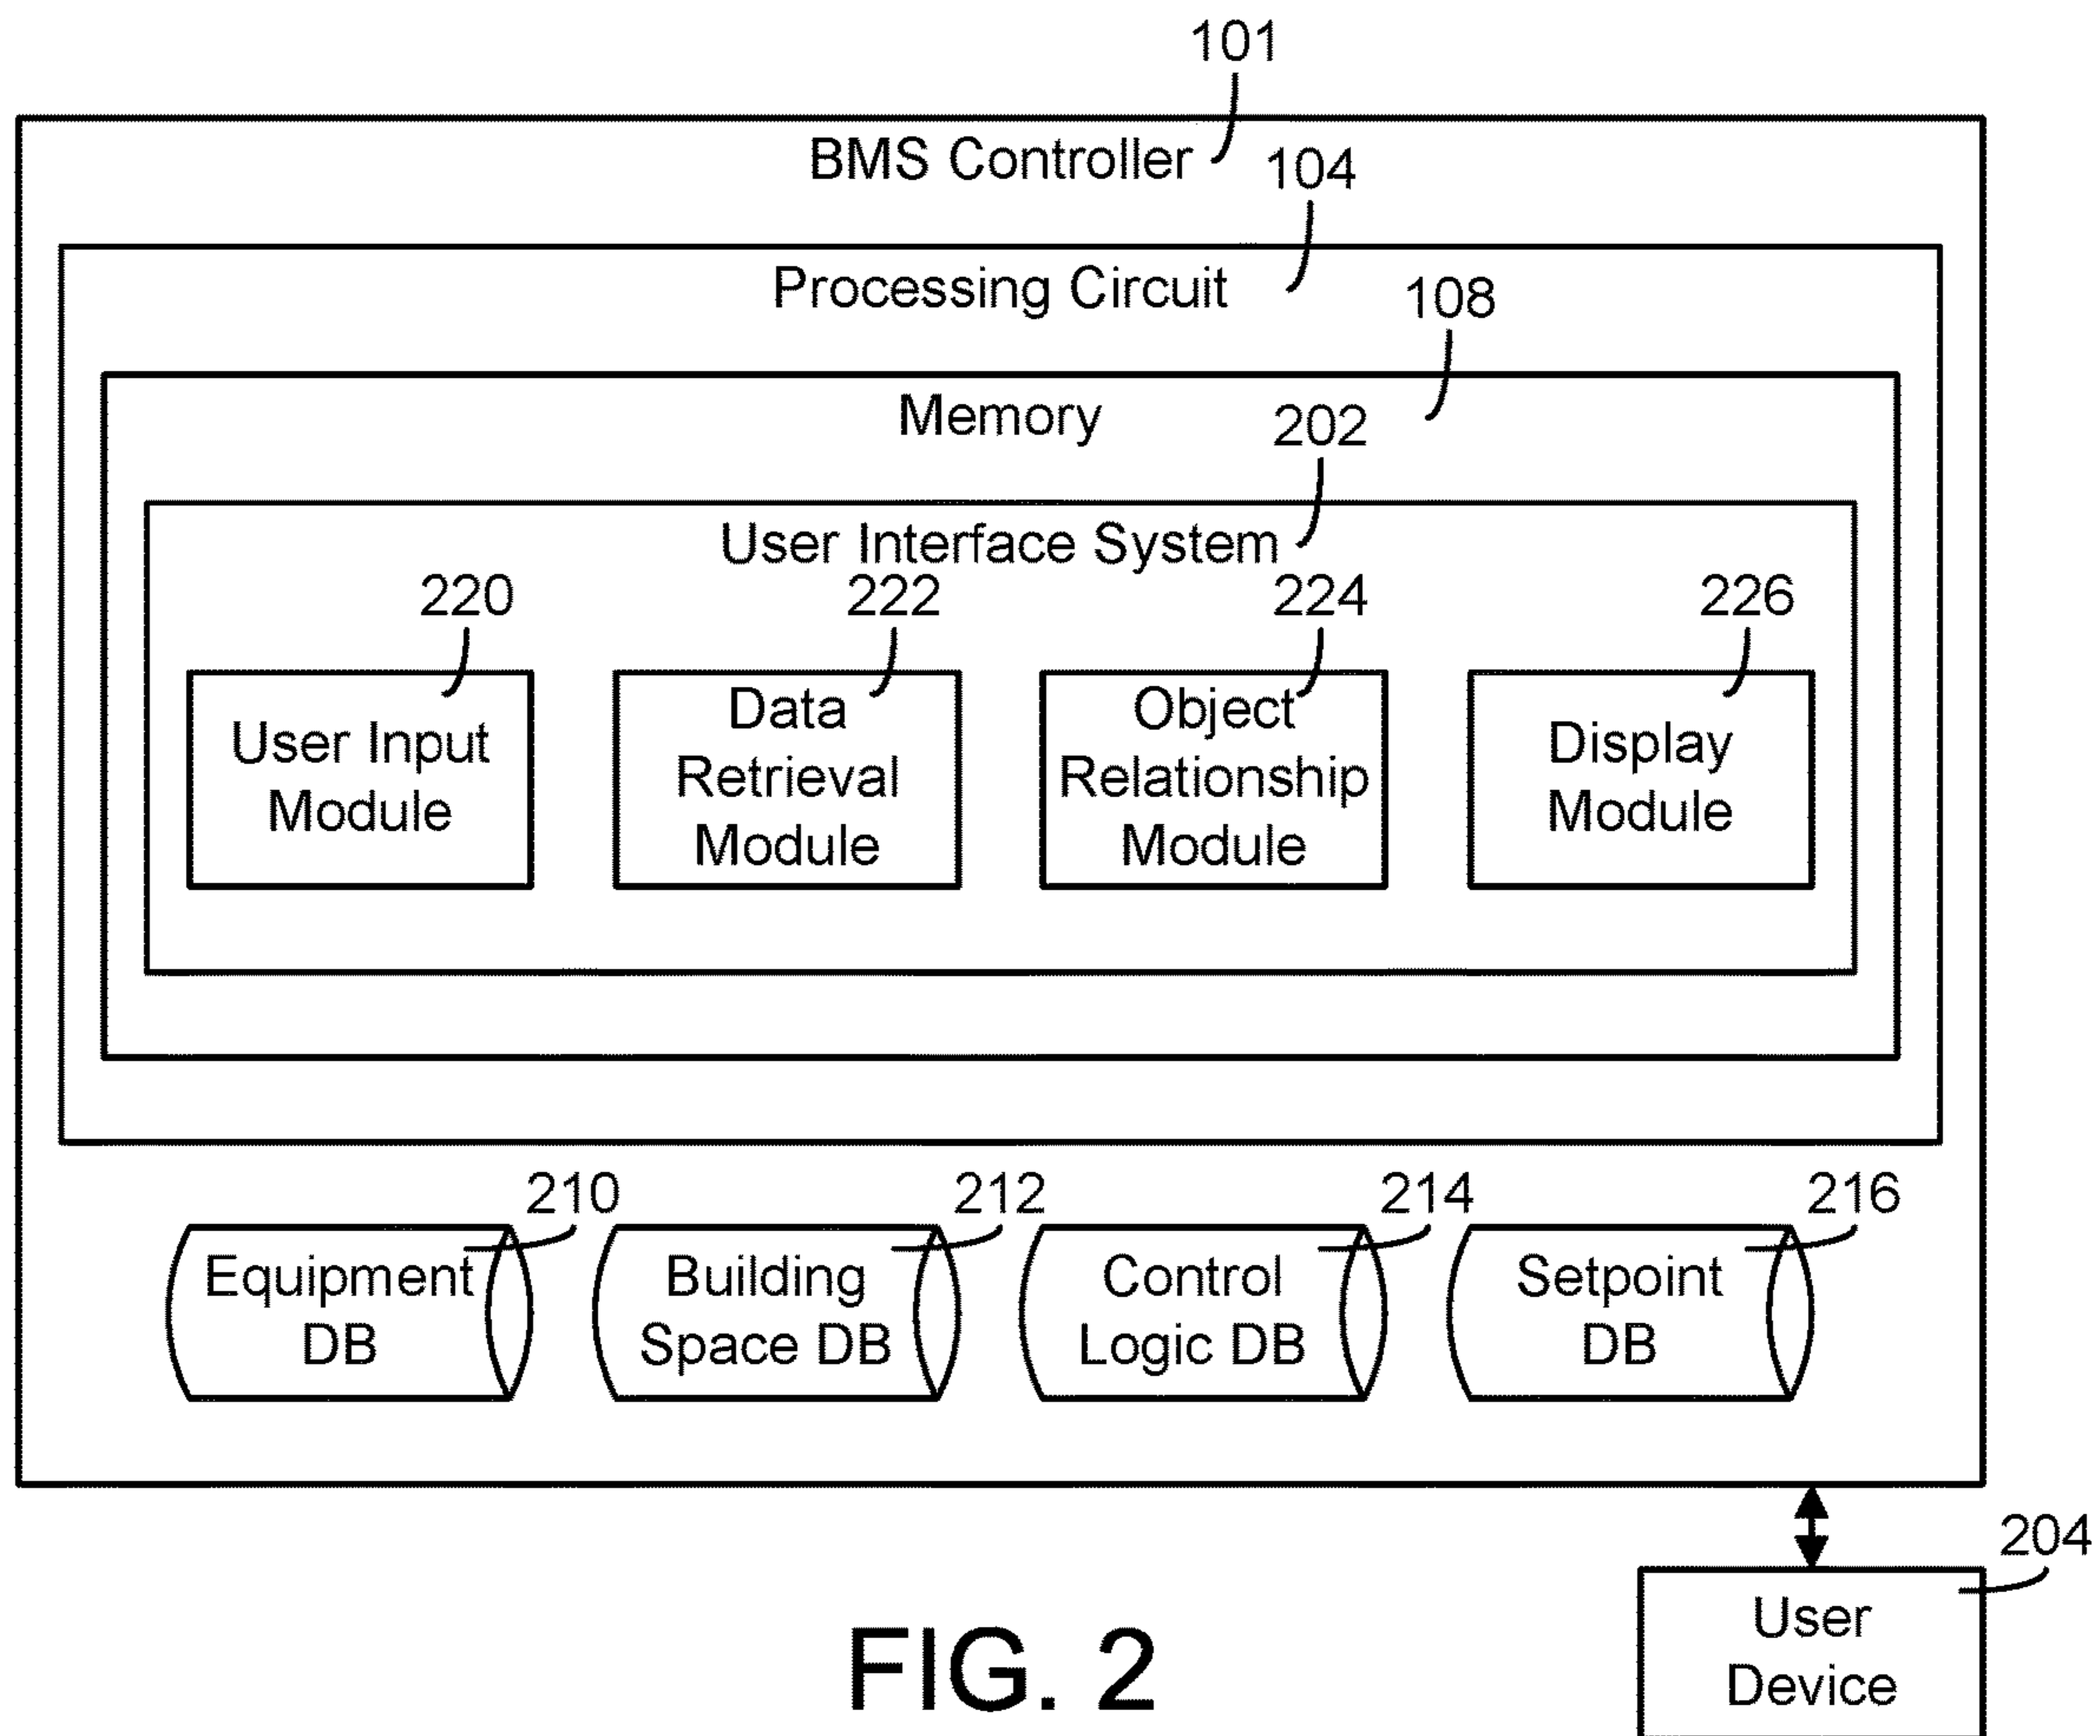 101
BMS Controller
104
Processing Circuit
108
Memory
202
User Interface System
220
222
224
226
User Input
Module
Data
Retrieval
Module
Object
Relationship
Module
Display
Module
210
212
214
216
Equipment
DB
Building
Space DB
Control
Logic DB
Setpoint
DB
204
User
Device
FIG. 2